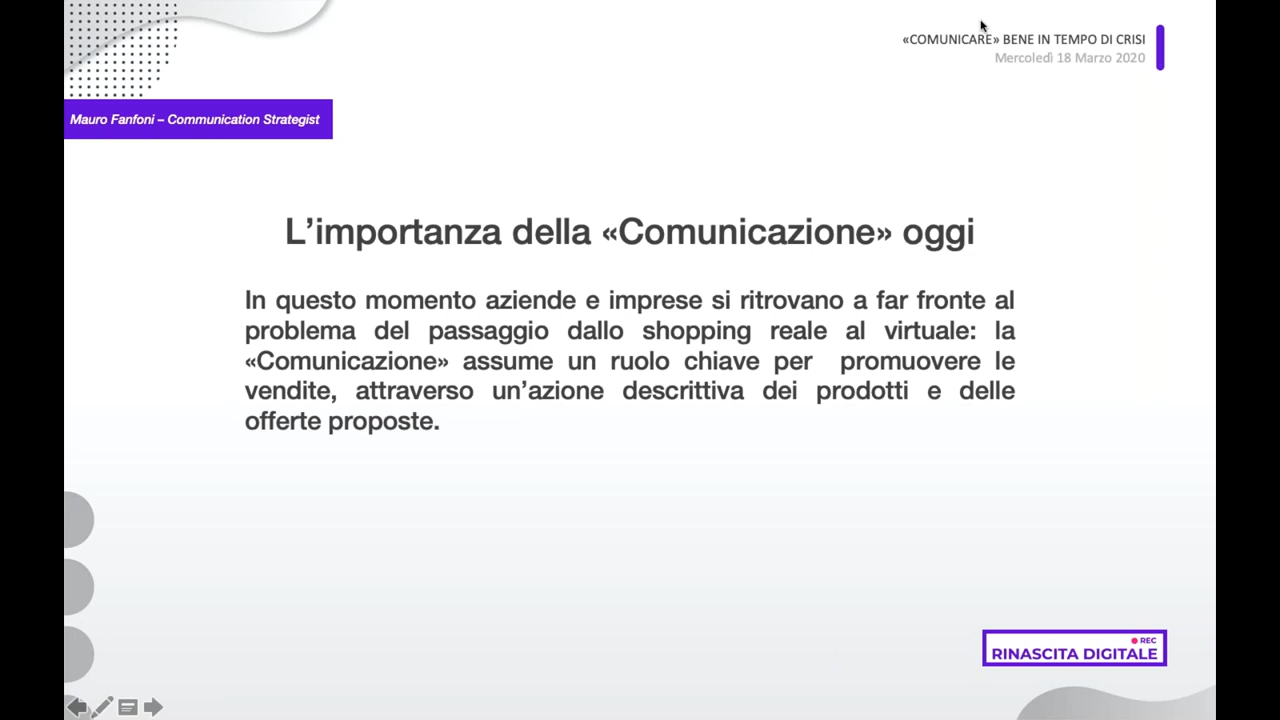 «COMUNICARE» BENE IN TEMPO DI CRISI
Mercoledì 18 Marzo 2020
Mauro Fanfoni – Communication Strategist
L’importanza della «Comunicazione» oggi
In questo momento aziende e imprese si ritrovano a far fronte al
problema del passaggio dallo shopping reale al virtuale: la
«Comunicazione» assume un ruolo chiave per promuovere le
vendite, attraverso un’azione descrittiva dei prodotti e delle
offerte proposte.
REC
RINASCITA DIGITALE